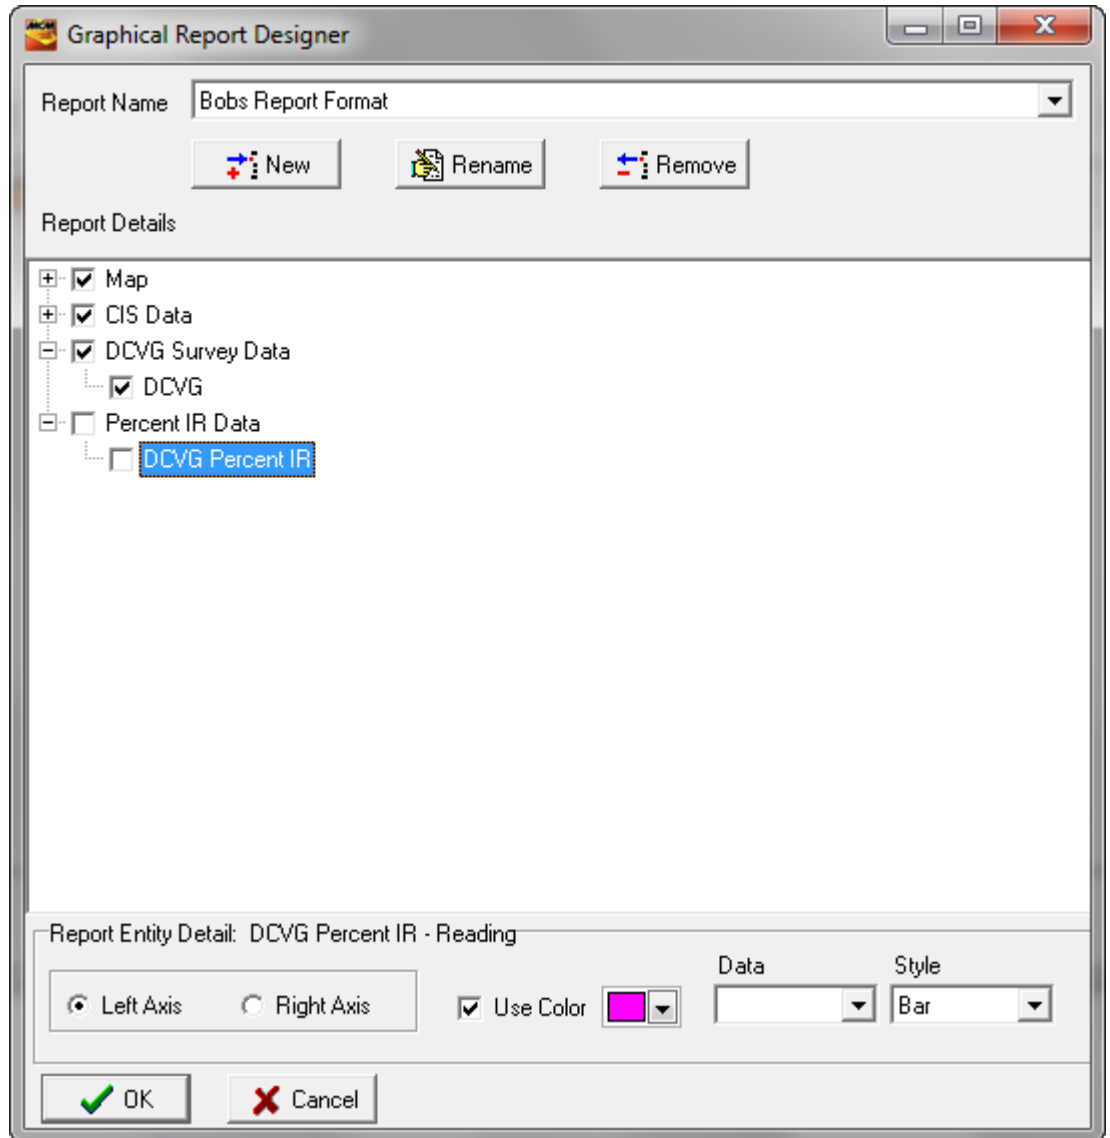 MCM
Graphical Report Designer
Report Name Bobs Report Format
New Rename Remove
Report Details
Map
CIS Data
DCVG Survey Data
DCVG
Percent IR Data
DCVG Percent IR
Report Entity Detail: DCVG Percent IR - Reading
Data Style
Left Axis Right Axis Use Color Bar
OK Cancel